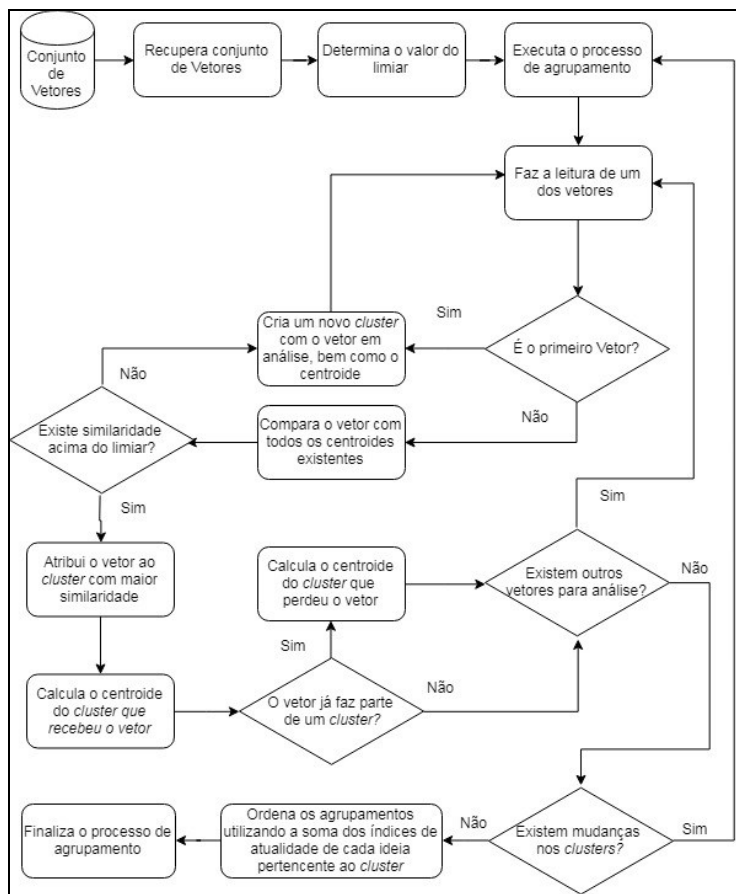 Conjunto
de
Vetores
Recupera conjunto
de Vetores
Determina o valor do
limiar
Executa o processo
de agrupamento
Faz a leitura de um
dos vetores
É o primeiro Vetor?
Sim
Não
Cria um novo cluster
com o vetor em
análise, bem como o
centroide
Compara o vetor com
todos os centroides
existentes
Não
Existe similaridade
acima do limiar?
Sim
Atribui o vetor ao
cluster com maior
similaridade
Calcula o centroide
do cluster que
recebeu o vetor
O vetor já faz parte
de um cluster?
Sim
Não
Calcula o centroide
do cluster que
perdeu o vetor
Existem outros
vetores para análise?
Sim
Não
Existem mudanças
nos clusters?
Sim
Não
Ordena os agrupamentos
utilizando a soma dos índices de
atualidade de cada ideia
pertencente ao cluster
Finaliza o processo de
agrupamento